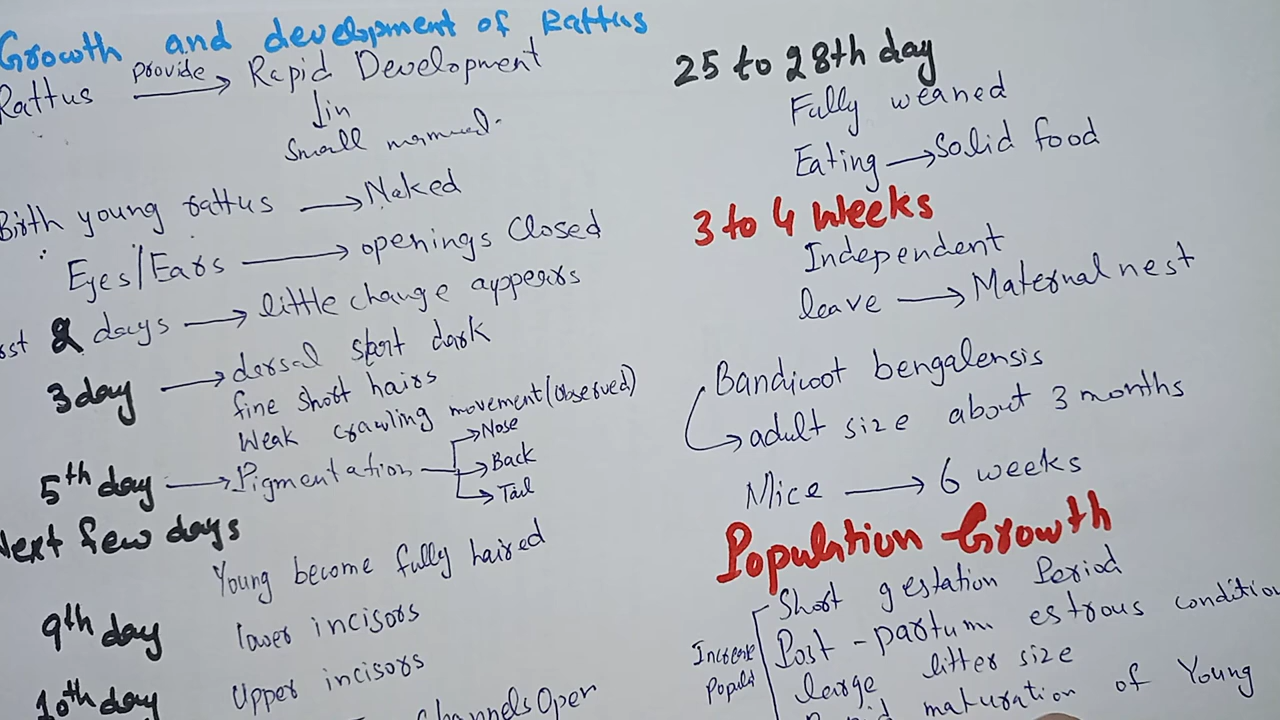 Growth and development of Rattus
Rattus provide → Rapid Development
↓in
Small mammal.
Birth young rattus → Naked
Eyes/Ears → openings Closed
2 days → little change appears
3 day → dorsal start dark
fine short hairs
Weak crawling movement (observed)
5th day → Pigmentation → Nose
→ Back
→ Tail
Next few days
Young become fully haired
9th day lower incisors
10th day Upper incisors
Channels Open
25 to 28th day
Fully weaned
Eating → Solid food
3 to 4 Weeks
Independent
leave → Maternal nest
Bandicoot bengalensis
→ adult size about 3 months
Mice → 6 weeks
Population Growth
Short gestation Period
Post-partum estrous condition
Increase
large litter size
maturation of Young